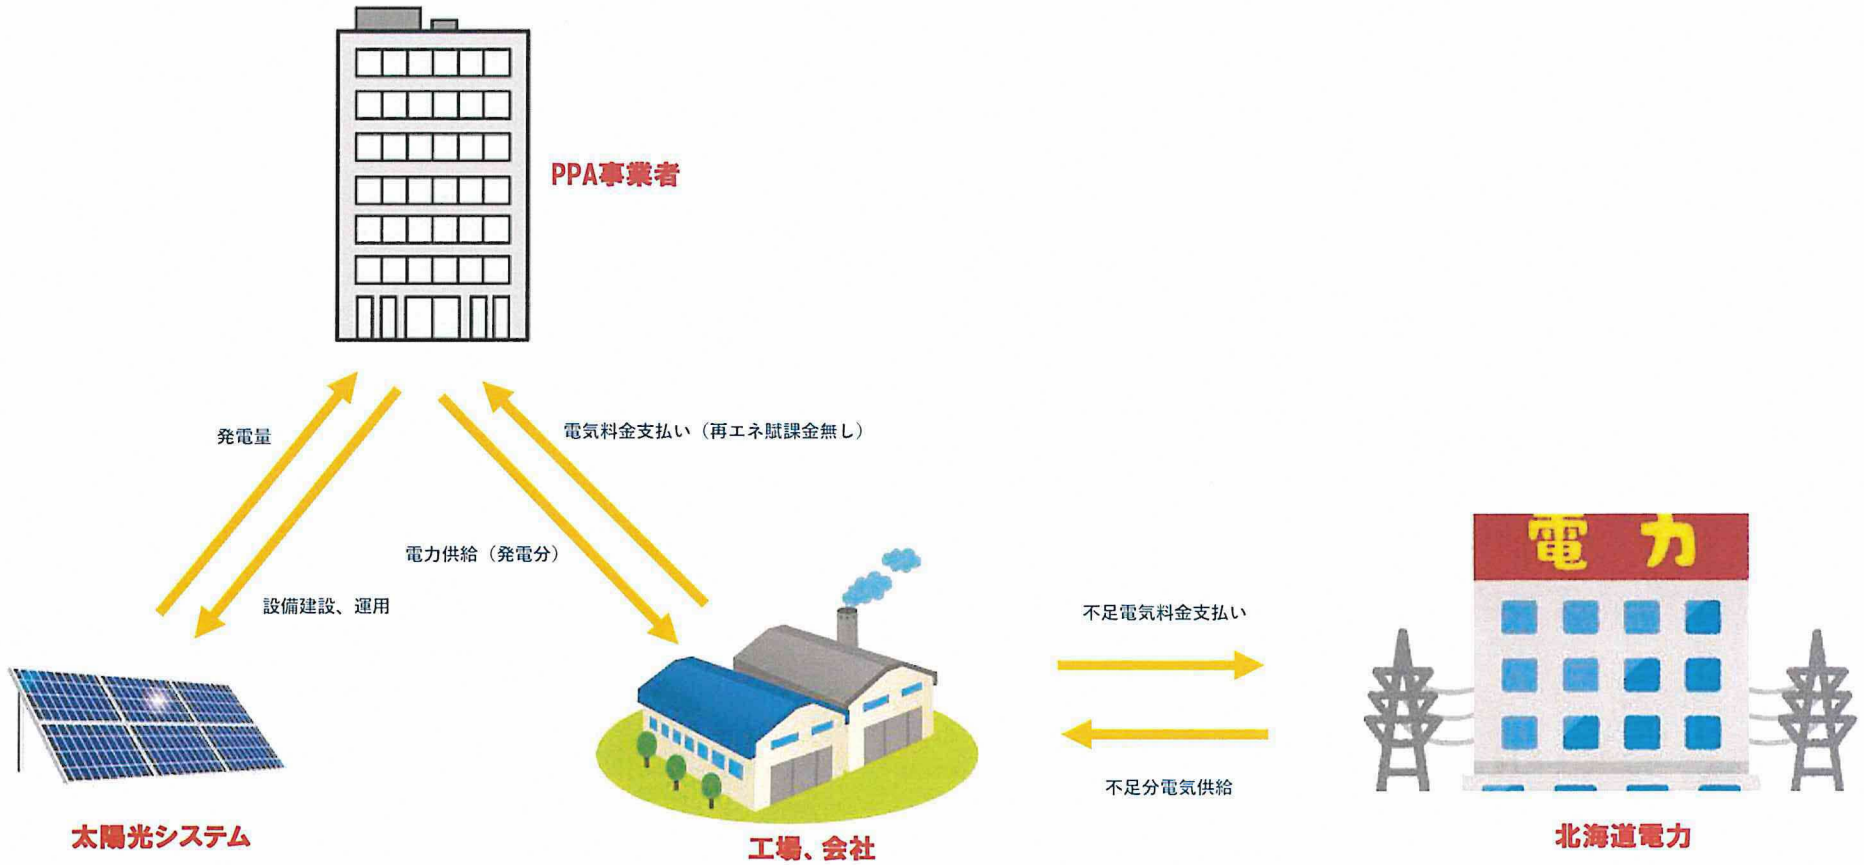 PPA事業者
発電量
電気料金支払い（再エネ賦課金無し）
電力供給（発電分）
設備建設、運用
不足電気料金支払い
電力
不足分電気供給
太陽光システム
工場、会社
北海道電力